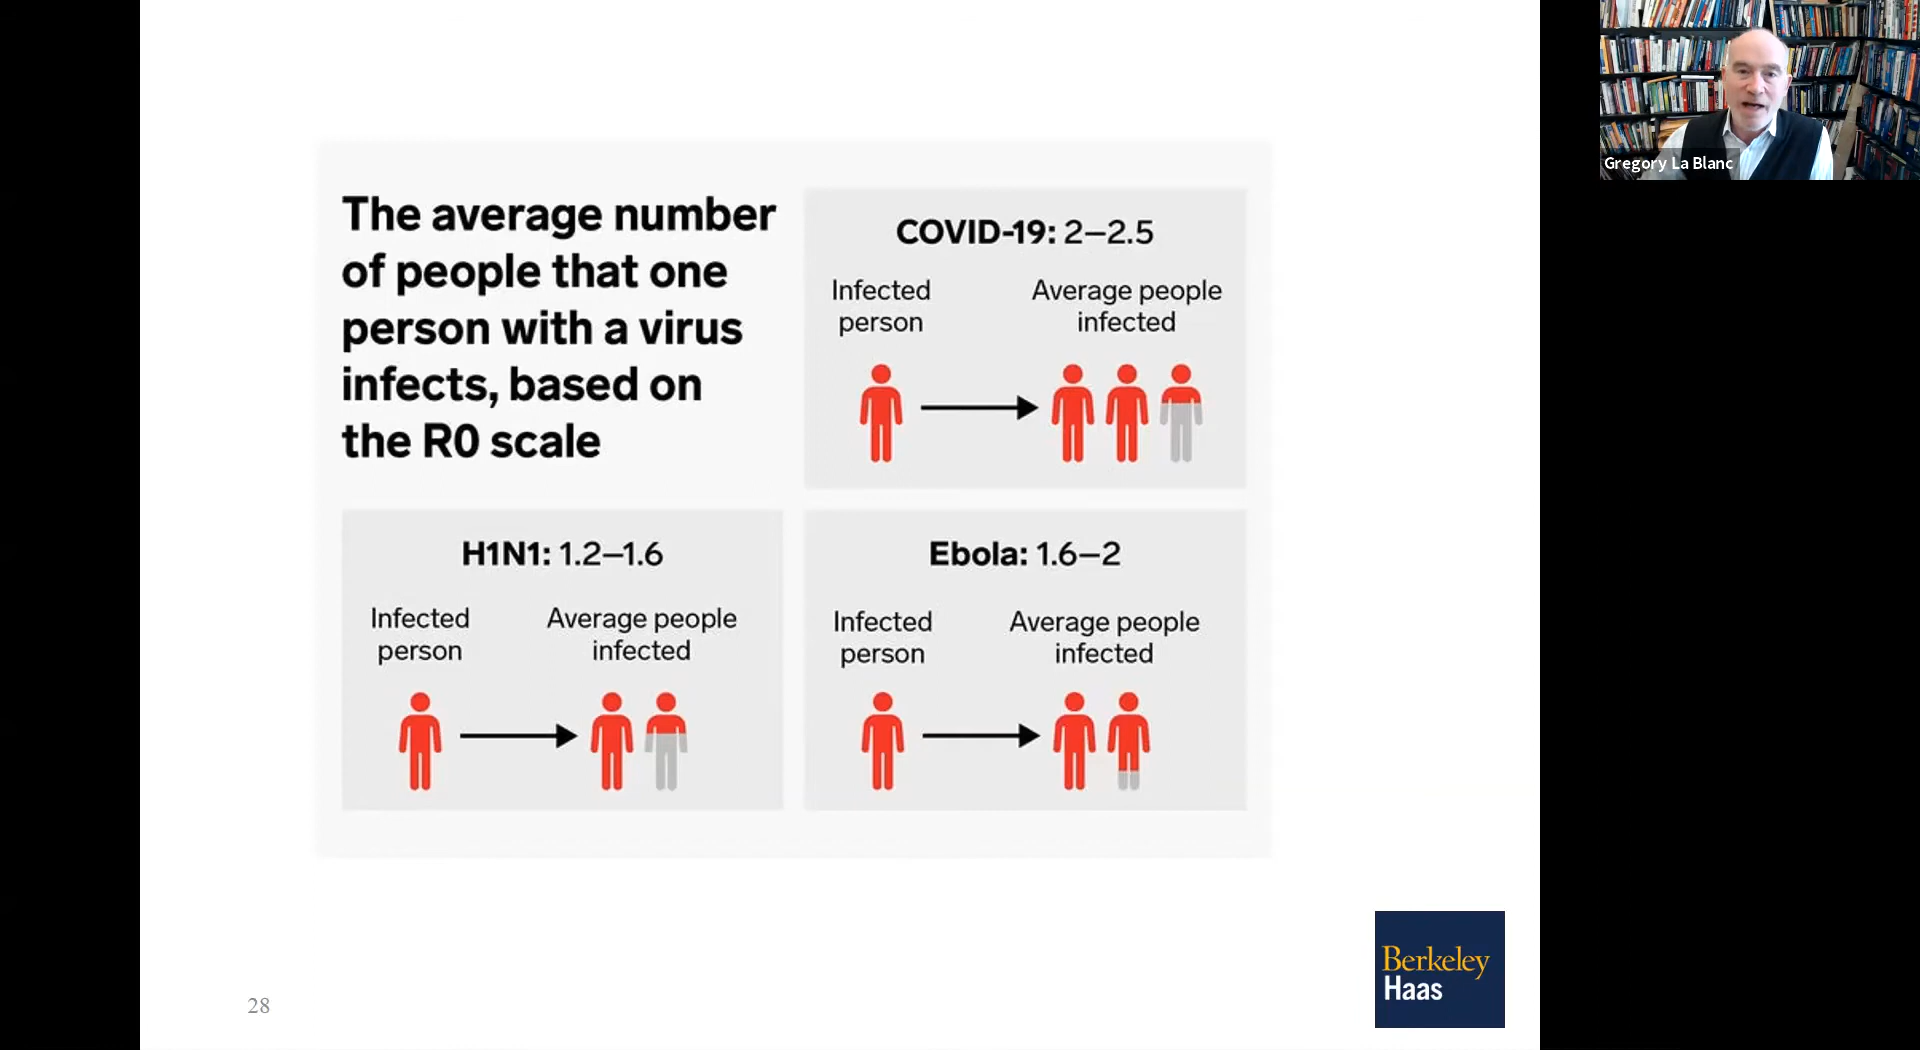 The average number
of people that one
person with a virus
infects, based on
the R0 scale
COVID-19: 2–2.5
Infected
person
Average people
infected
H1N1: 1.2–1.6
Infected
person
Average people
infected
Ebola: 1.6–2
Infected
person
Average people
infected
28
Berkeley
Haas
Gregory La Blanc